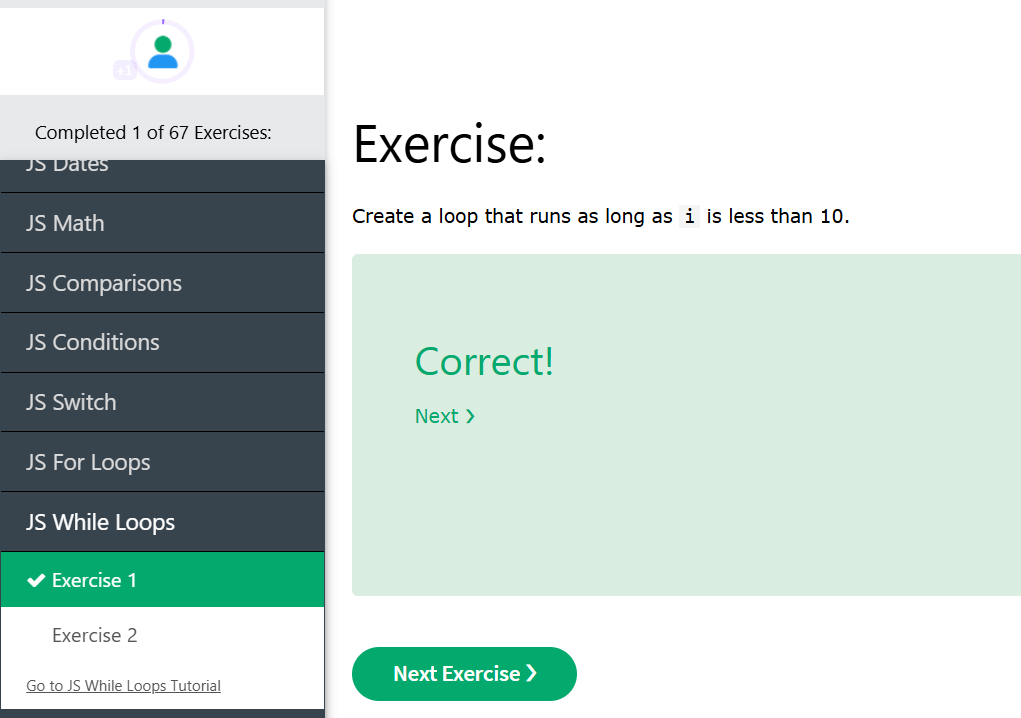 +1
Completed 1 of 67 Exercises:
JS Dates
JS Math
JS Comparisons
JS Conditions
JS Switch
JS For Loops
JS While Loops
Exercise 1
Exercise 2
Go to JS While Loops Tutorial
Exercise:
Create a loop that runs as long as i is less than 10.
Correct!
Next ❯
Next Exercise ❯